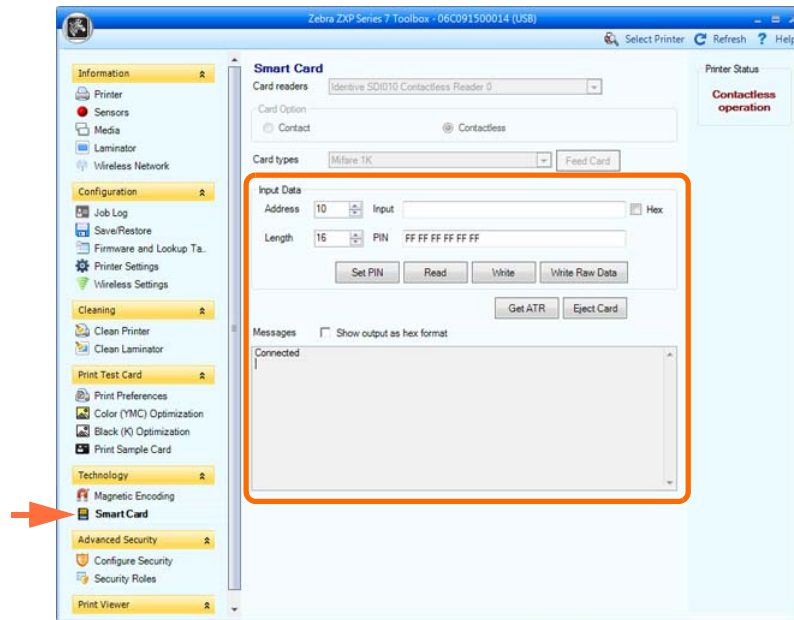 Zebra ZXP Series 7 Toolbox - 06C091500014 (USB)
Select Printer Refresh ? Help
Information
Printer
Sensors
Media
Laminator
Wireless Network
Configuration
Job Log
Save/Restore
Firmware and Lookup Ta..
Printer Settings
Wireless Settings
Cleaning
Clean Printer
Clean Laminator
Print Test Card
Print Preferences
Color (YMC) Optimization
Black (K) Optimization
Print Sample Card
Technology
Magnetic Encoding
Smart Card
Advanced Security
Configure Security
Security Roles
Print Viewer
Smart Card
Card readers Identive SDI010 Contactless Reader 0
Card Option
Contact Contactless
Card types Mifare 1K Feed Card
Input Data
Address 10 Input Hex
Length 16 PIN FF FF FF FF FF FF
Set PIN Read Write Write Raw Data
Get ATR Eject Card
Messages Show output as hex format
Connected
Printer Status
Contactless
operation